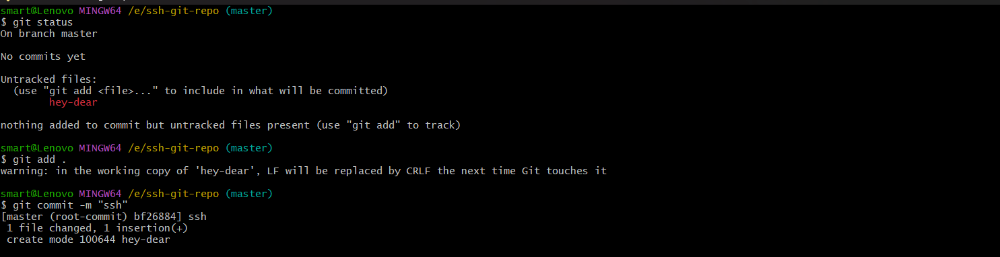 smart@Lenovo MINGW64 /e/ssh-git-repo (master)
$ git status
On branch master
No commits yet
Untracked files:
  (use "git add <file>..." to include in what will be committed)
        hey-dear
nothing added to commit but untracked files present (use "git add" to track)
smart@Lenovo MINGW64 /e/ssh-git-repo (master)
$ git add .
warning: in the working copy of 'hey-dear', LF will be replaced by CRLF the next time Git touches it
smart@Lenovo MINGW64 /e/ssh-git-repo (master)
$ git commit -m "ssh"
[master (root-commit) bf26884] ssh
 1 file changed, 1 insertion(+)
 create mode 100644 hey-dear